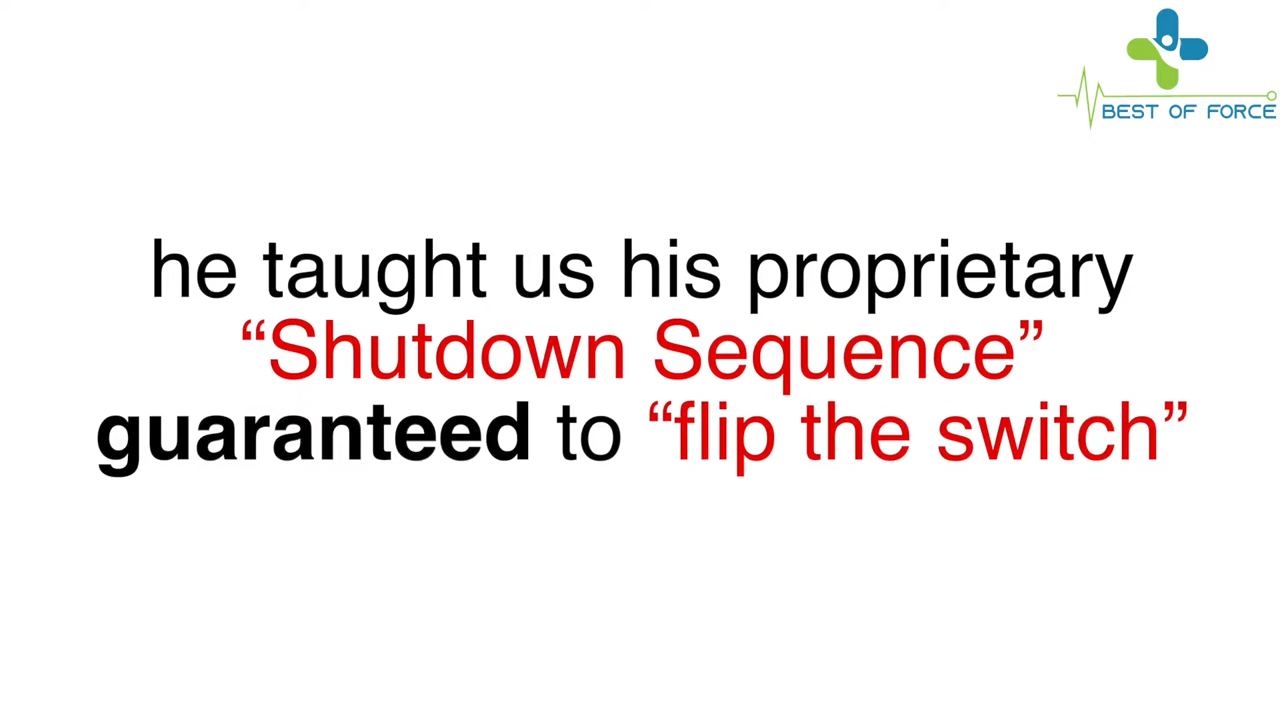 BEST OF FORCE
he taught us his proprietary
“Shutdown Sequence”
guaranteed to “flip the switch”